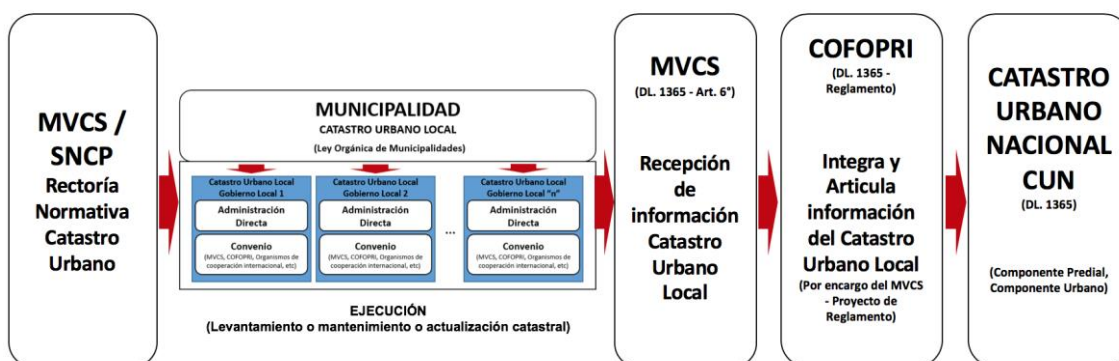 MVCS /
SNCP
Rectoría
Normativa
Catastro
Urbano
MUNICIPALIDAD
CATASTRO URBANO LOCAL
(Ley Orgánica de Municipalidades)
Catastro Urbano Local
Gobierno Local 1
Administración
Directa
Convenio
(MVCS, COFOPRI, Organismos de
cooperación internacional, etc)
Catastro Urbano Local
Gobierno Local 2
Administración
Directa
Convenio
(MVCS, COFOPRI, Organismos de
cooperación internacional, etc)
...
Catastro Urbano Local
Gobierno Local "n"
Administración
Directa
Convenio
(MVCS, COFOPRI, Organismos de
cooperación internacional, etc)
EJECUCIÓN
(Levantamiento o mantenimiento o actualización catastral)
MVCS
(DL. 1365 - Art. 6°)
Recepción
de
información
Catastro
Urbano
Local
COFOPRI
(DL. 1365 -
Reglamento)
Integra y
Articula
información
del Catastro
Urbano Local
(Por encargo del MVCS
- Proyecto de
Reglamento)
CATASTRO
URBANO
NACIONAL
CUN
(DL. 1365)
(Componente Predial,
Componente Urbano)